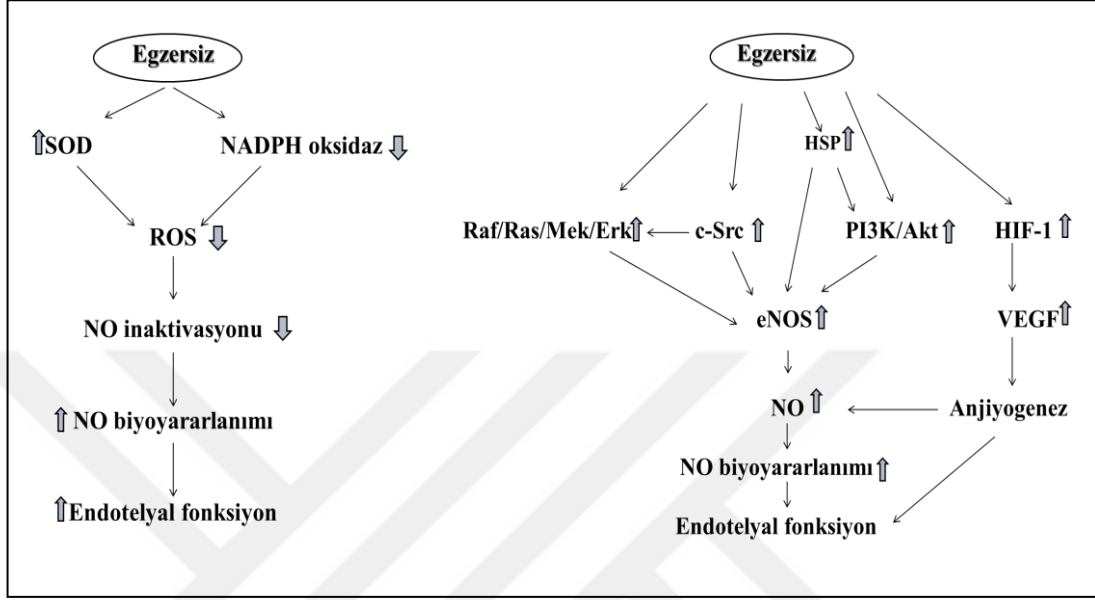 Egzersiz
SOD
NADPH oksidaz
ROS
NO inaktivasyonu
NO biyoyararlanımı
Endotelyal fonksiyon
Egzersiz
HSP
Raf/Ras/Mek/Erk
c-Src
PI3K/Akt
HIF-1
eNOS
VEGF
NO
Anjiyogenez
NO biyoyararlanımı
Endotelyal fonksiyon